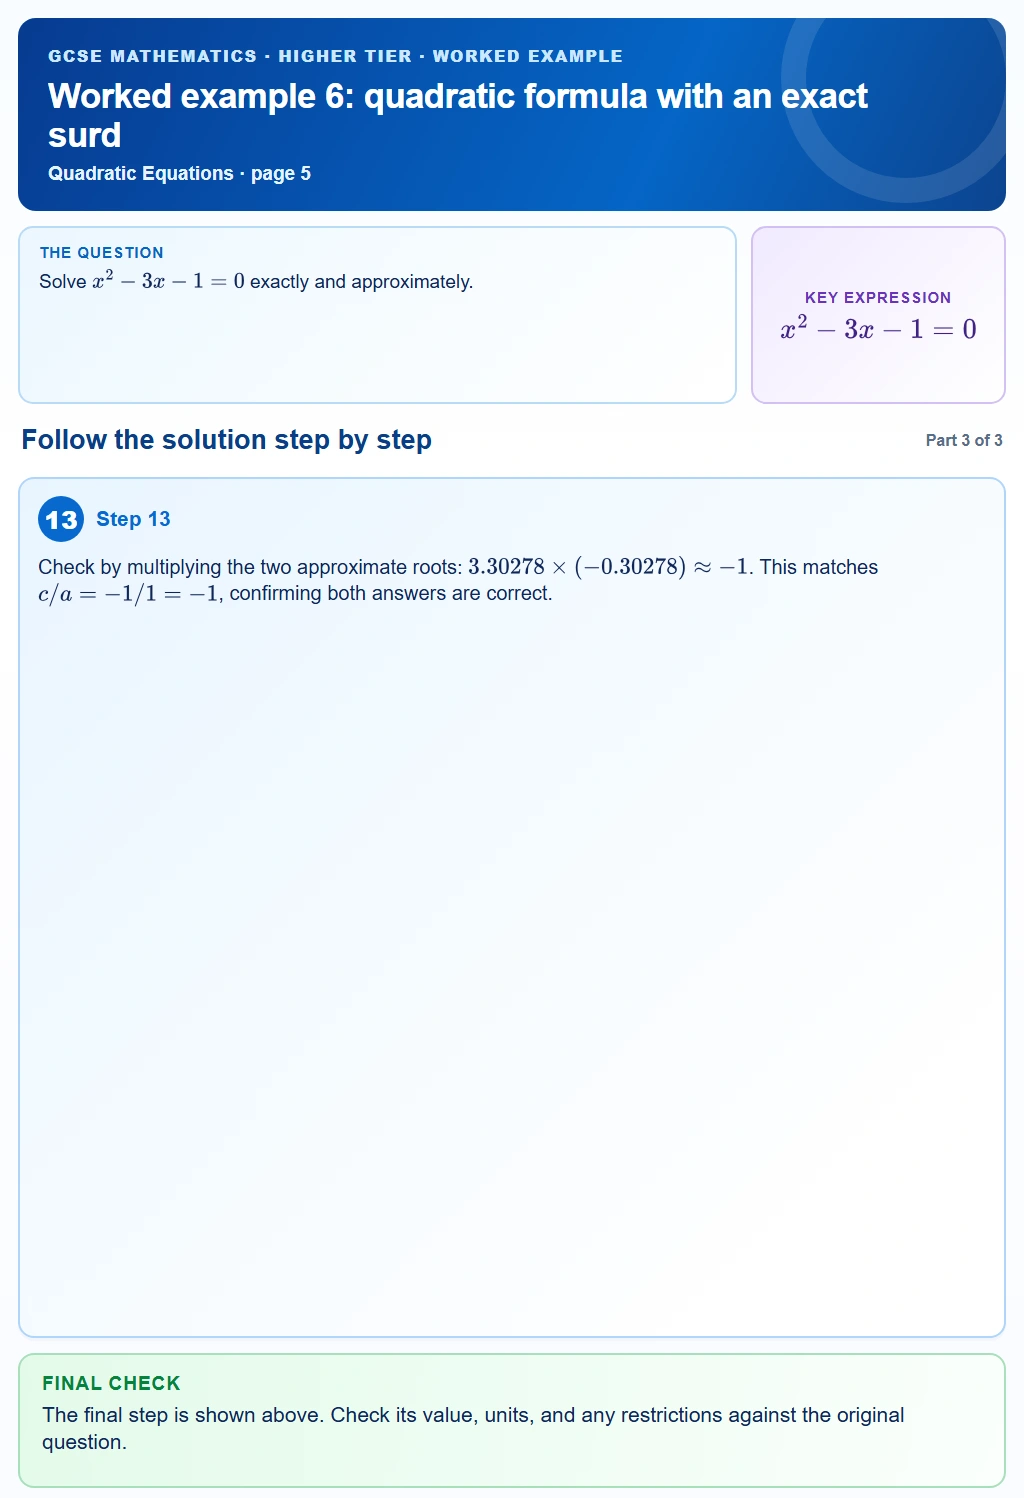 GCSE MATHEMATICS · HIGHER TIER · WORKED EXAMPLE
Worked example 6: quadratic formula with an exact
surd
Quadratic Equations · page 5
THE QUESTION
Solve x² − 3x − 1 = 0 exactly and approximately.
KEY EXPRESSION
x² − 3x − 1 = 0
Follow the solution step by step
Part 3 of 3
13 Step 13
Check by multiplying the two approximate roots: 3.30278 × (−0.30278) ≈ −1. This matches
c/a = −1/1 = −1, confirming both answers are correct.
FINAL CHECK
The final step is shown above. Check its value, units, and any restrictions against the original
question.